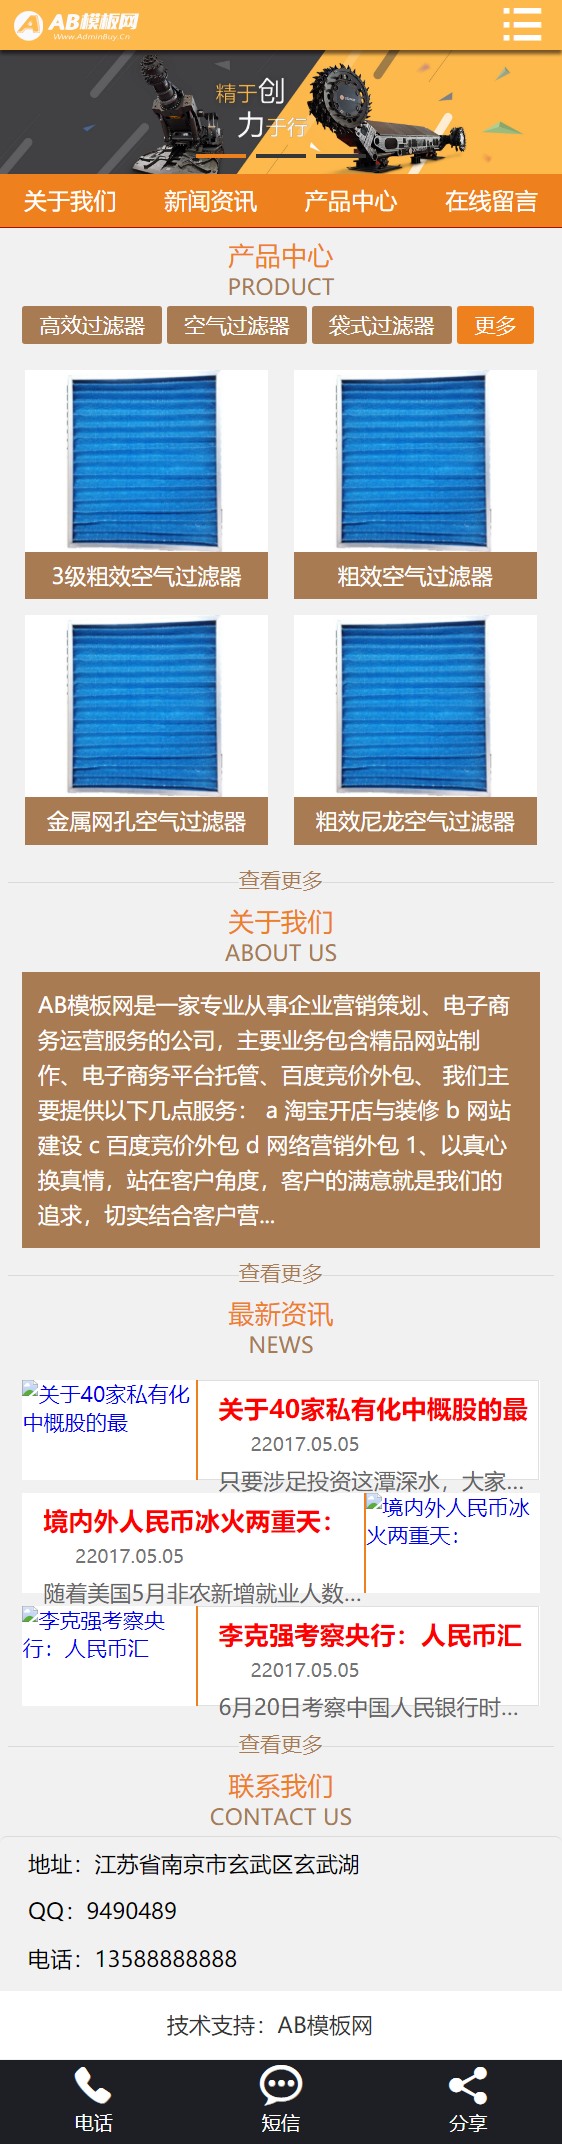 AB模板网
Www.AdminBuy.Cn
精于创
力于行
关于我们 新闻资讯 产品中心 在线留言
产品中心
PRODUCT
高效过滤器 空气过滤器 袋式过滤器 更多
3级粗效空气过滤器 粗效空气过滤器
金属网孔空气过滤器 粗效尼龙空气过滤器
查看更多
关于我们
ABOUT US
AB模板网是一家专业从事企业营销策划、电子商
务运营服务的公司，主要业务包含精品网站制
作、电子商务平台托管、百度竞价外包、 我们主
要提供以下几点服务： a 淘宝开店与装修 b 网站
建设 c 百度竞价外包 d 网络营销外包 1、以真心
换真情，站在客户角度，客户的满意就是我们的
追求，切实结合客户营...
查看更多
最新资讯
NEWS
关于40家私有化
中概股的最
关于40家私有化中概股的最
22017.05.05
只要涉足投资这潭深水，大家...
境内外人民币冰火两重天：
22017.05.05
随着美国5月非农新增就业人数...
境内外人民币冰
火两重天：
李克强考察央
行：人民币汇
李克强考察央行：人民币汇
22017.05.05
6月20日考察中国人民银行时...
查看更多
联系我们
CONTACT US
地址：江苏省南京市玄武区玄武湖
QQ：9490489
电话：13588888888
技术支持：AB模板网
电话 短信 分享